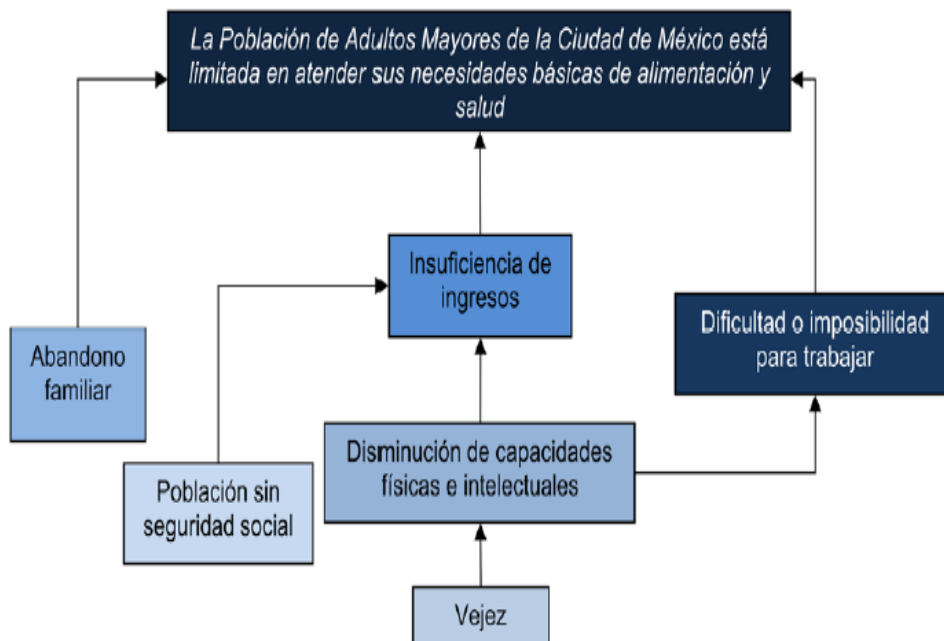 La Población de Adultos Mayores de la Ciudad de México está
limitada en atender sus necesidades básicas de alimentación y
salud
Insuficiencia de
ingresos
Dificultad o imposibilidad
para trabajar
Abandono
familiar
Disminución de capacidades
físicas e intelectuales
Población sin
seguridad social
Vejez